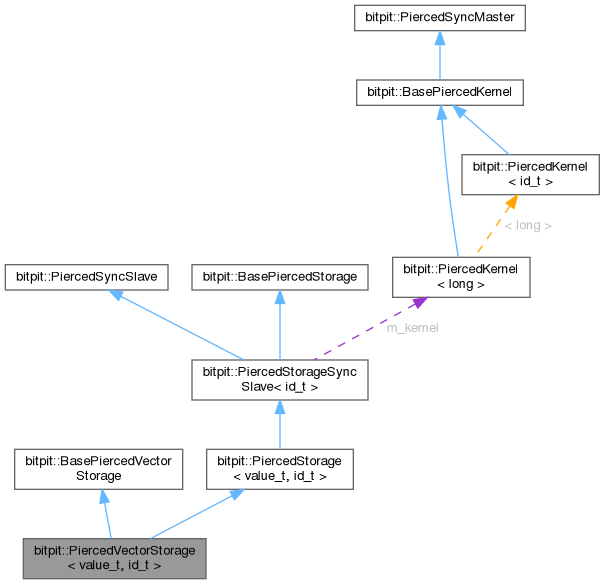 bitpit::PiercedSyncMaster
bitpit::BasePiercedKernel
bitpit::PiercedKernel
< id_t >
< long >
bitpit::PiercedKernel
< long >
bitpit::PiercedSyncSlave
bitpit::BasePiercedStorage
m_kernel
bitpit::PiercedStorageSync
Slave< id_t >
bitpit::BasePiercedVector
Storage
bitpit::PiercedStorage
< value_t, id_t >
bitpit::PiercedVectorStorage
< value_t, id_t >